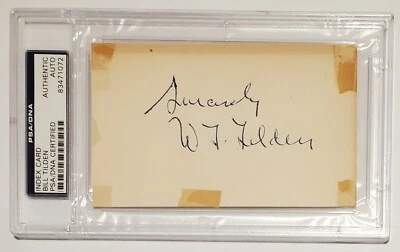 PSA/DNA
INDEX CARD
BILL TILDEN
PSA/DNA CERTIFIED
AUTHENTIC
AUTO
83471072
Sincerely
W T. Tilden